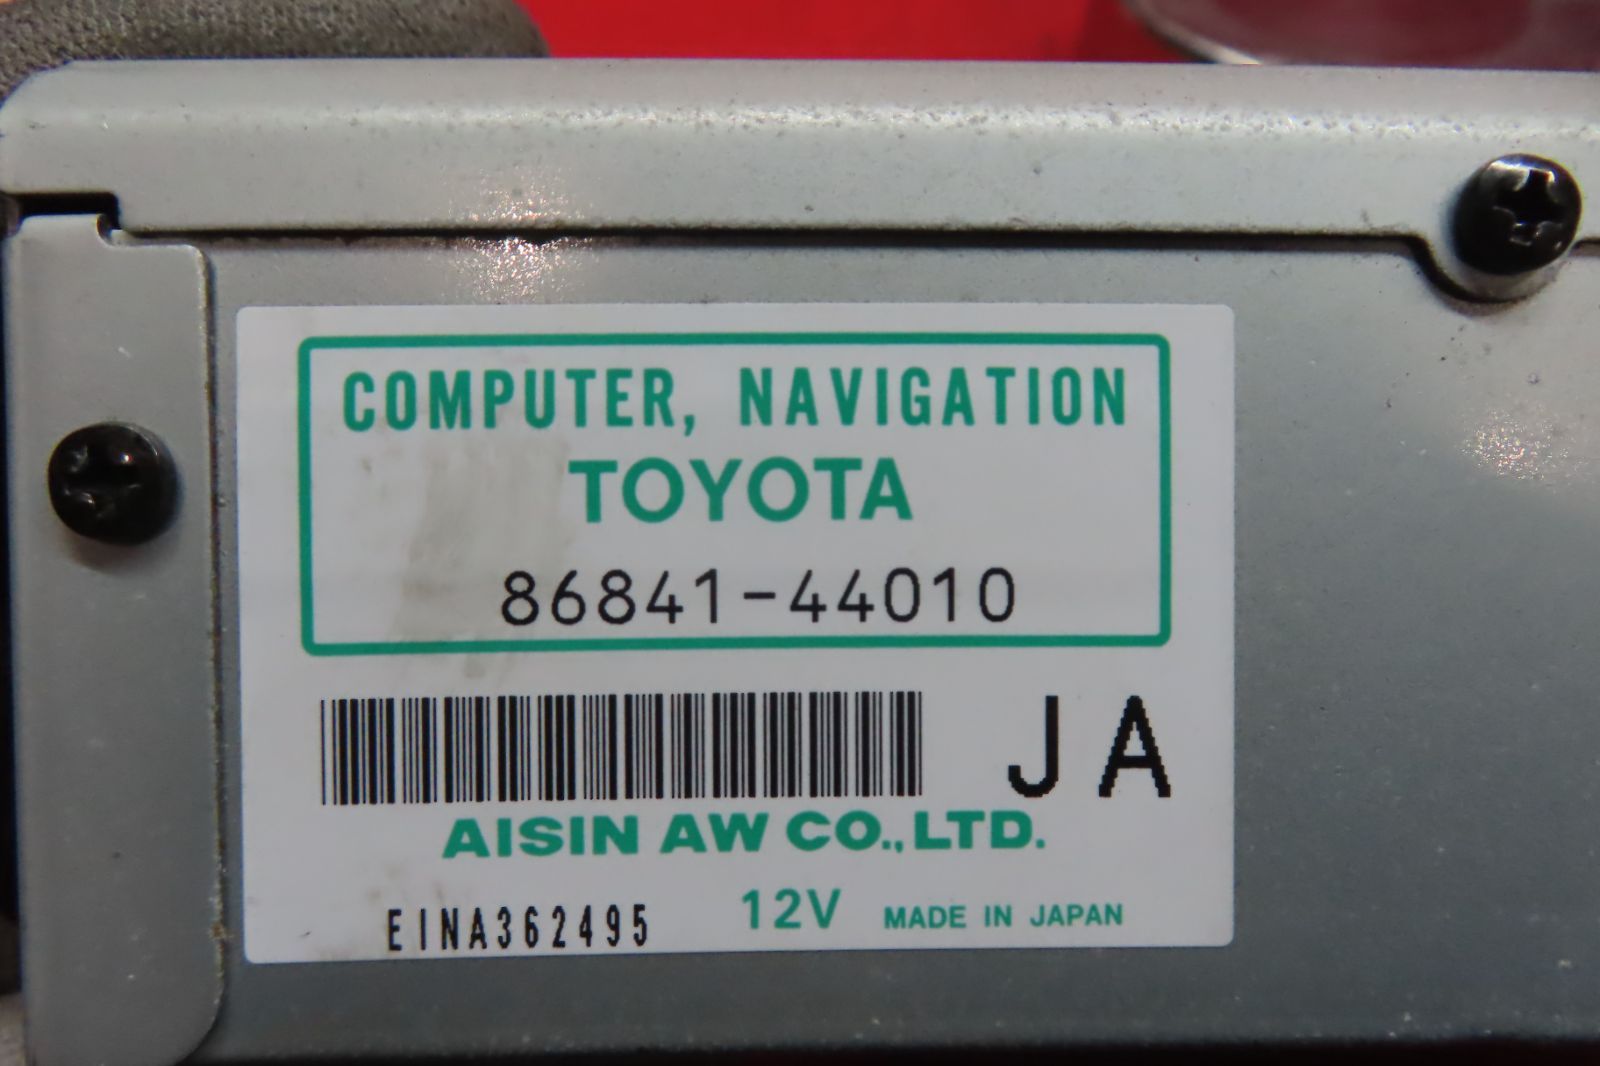 COMPUTER, NAVIGATION
TOYOTA
86841-44010
JA
AISIN AW CO.,LTD.
EINA362495 12V MADE IN JAPAN